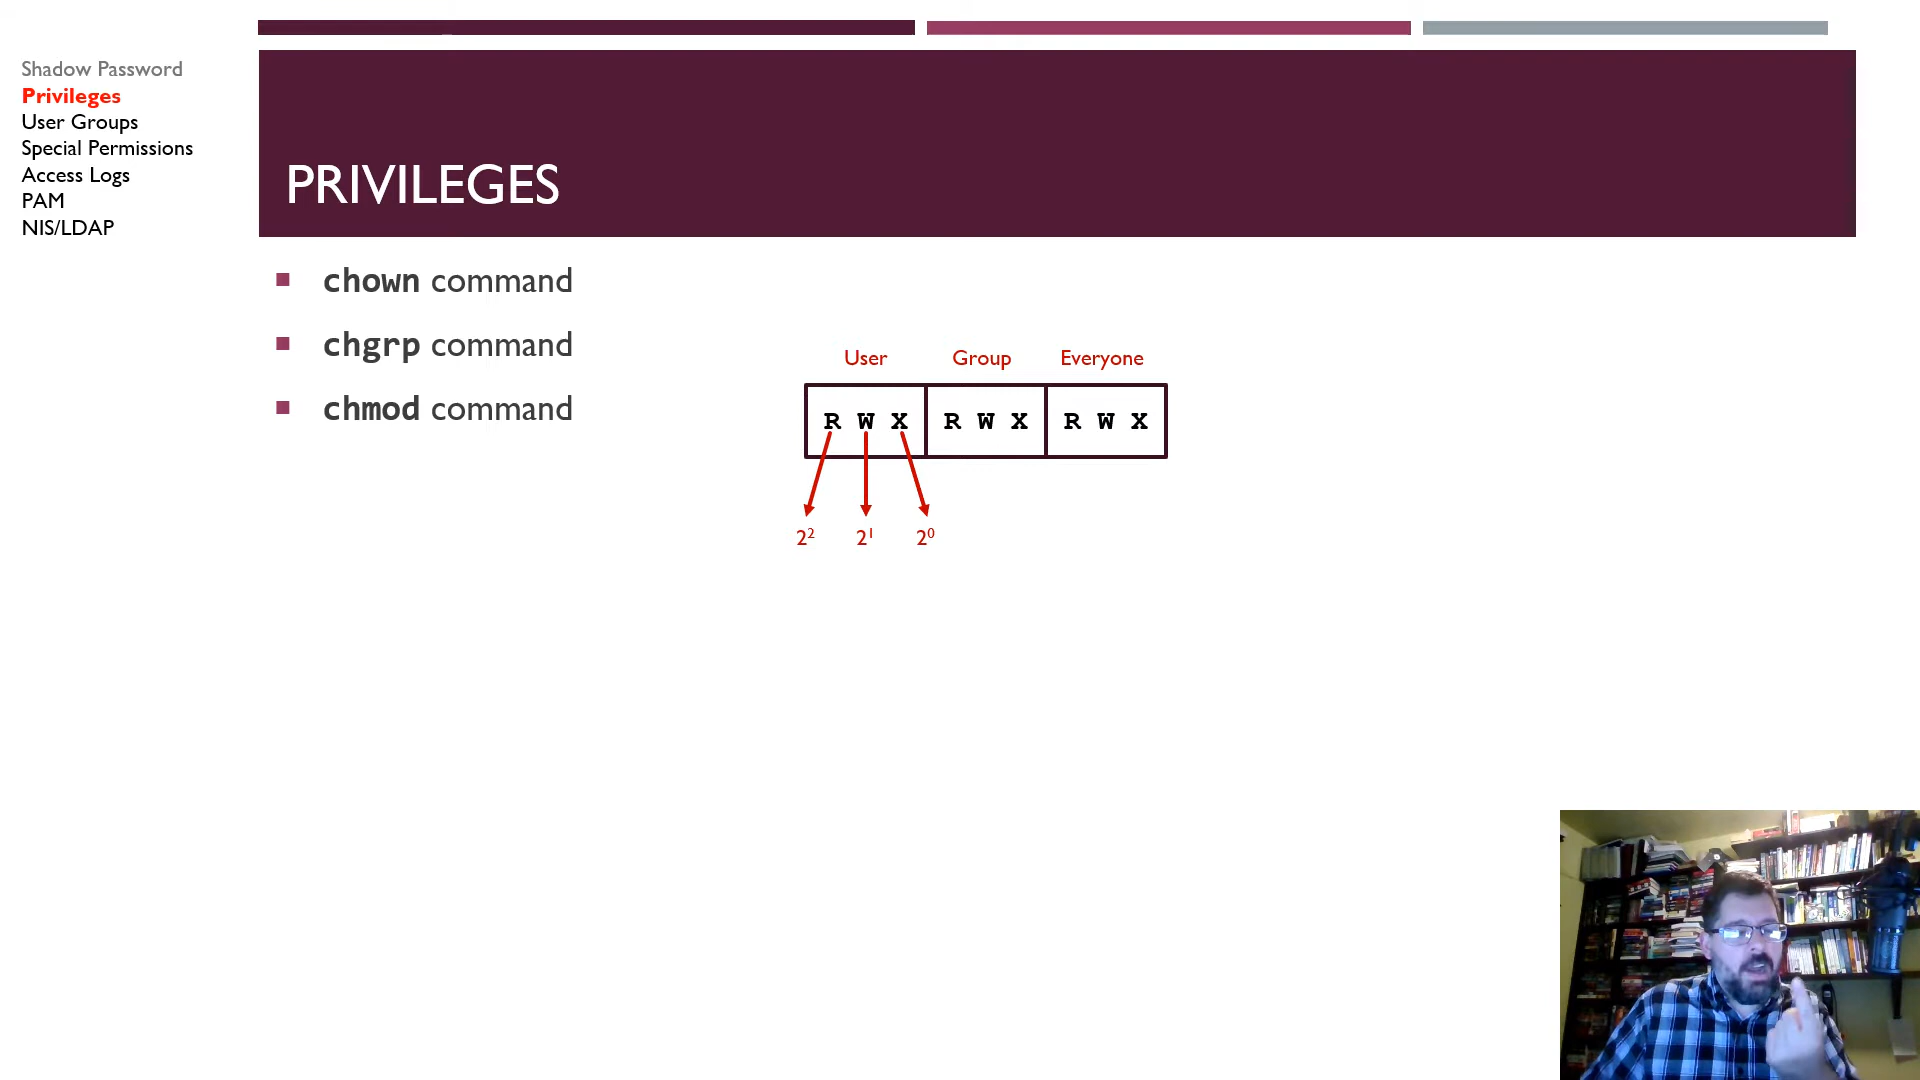 Shadow Password
Privileges
User Groups
Special Permissions
Access Logs
PAM
NIS/LDAP
PRIVILEGES
chown command
chgrp command
chmod command
User Group Everyone
R W X R W X R W X
2² 2¹ 2⁰